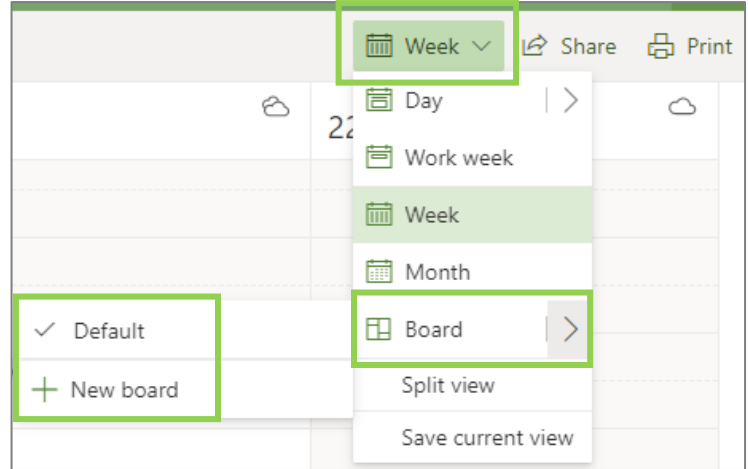 Week
Share
Print
Day
22
Work week
Week
Month
Board
Default
Split view
New board
Save current view